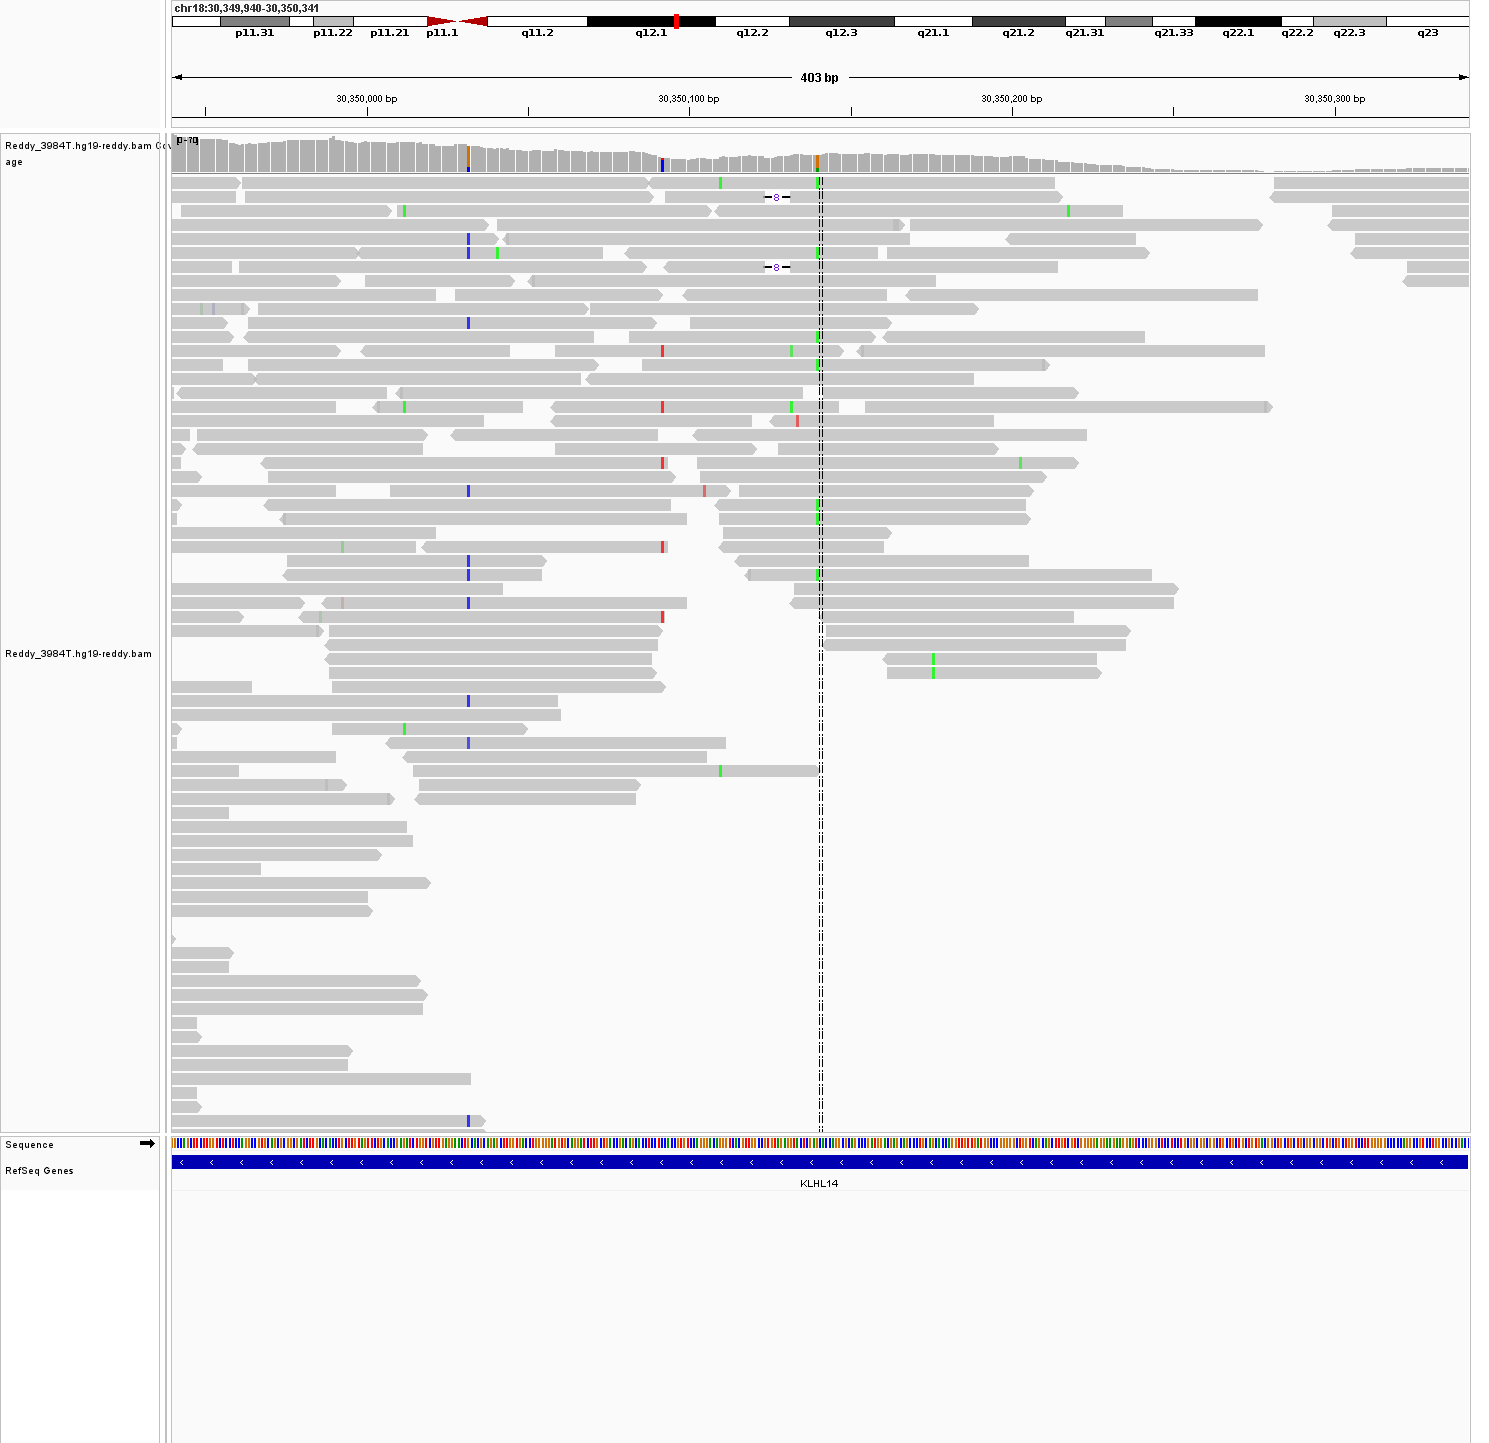 chr18:30,349,940-30,350,341
p11.31 p11.22 p11.21 p11.1 q11.2 q12.1 q12.2 q12.3 q21.1 q21.2 q21.31 q21.33 q22.1 q22.2 q22.3 q23
403 bp
30,350,000 bp 30,350,100 bp 30,350,200 bp 30,350,300 bp
Reddy_3984T.hg19-reddy.bam Cov
age
8
8
Reddy_3984T.hg19-reddy.bam
Sequence
RefSeq Genes
KLHL14